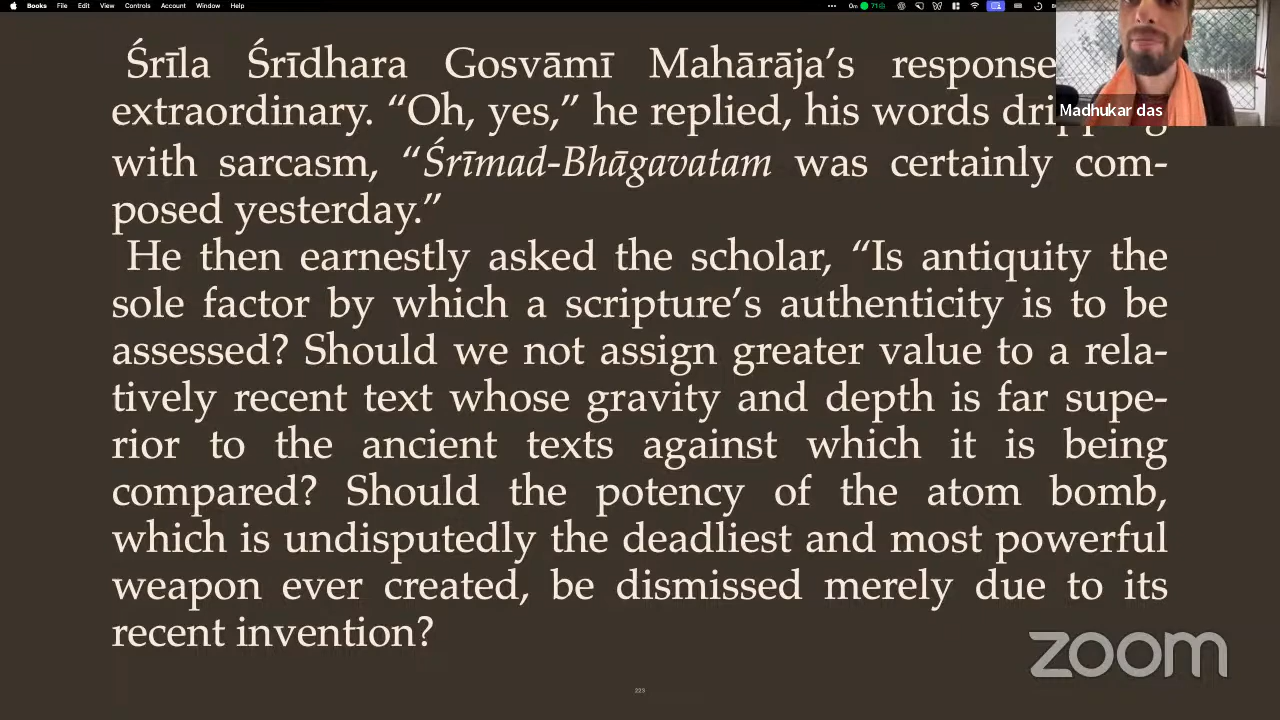 Books File Edit View Controls Account Window Help
Śrīla Śrīdhara Gosvāmī Mahārāja’s response
extraordinary. “Oh, yes,” he replied, his words dripping
Madhukar das
with sarcasm, “Śrīmad-Bhāgavatam was certainly com-
posed yesterday.”
He then earnestly asked the scholar, “Is antiquity the
sole factor by which a scripture’s authenticity is to be
assessed? Should we not assign greater value to a rela-
tively recent text whose gravity and depth is far supe-
rior to the ancient texts against which it is being
compared? Should the potency of the atom bomb,
which is undisputedly the deadliest and most powerful
weapon ever created, be dismissed merely due to its
recent invention?
zoom
223